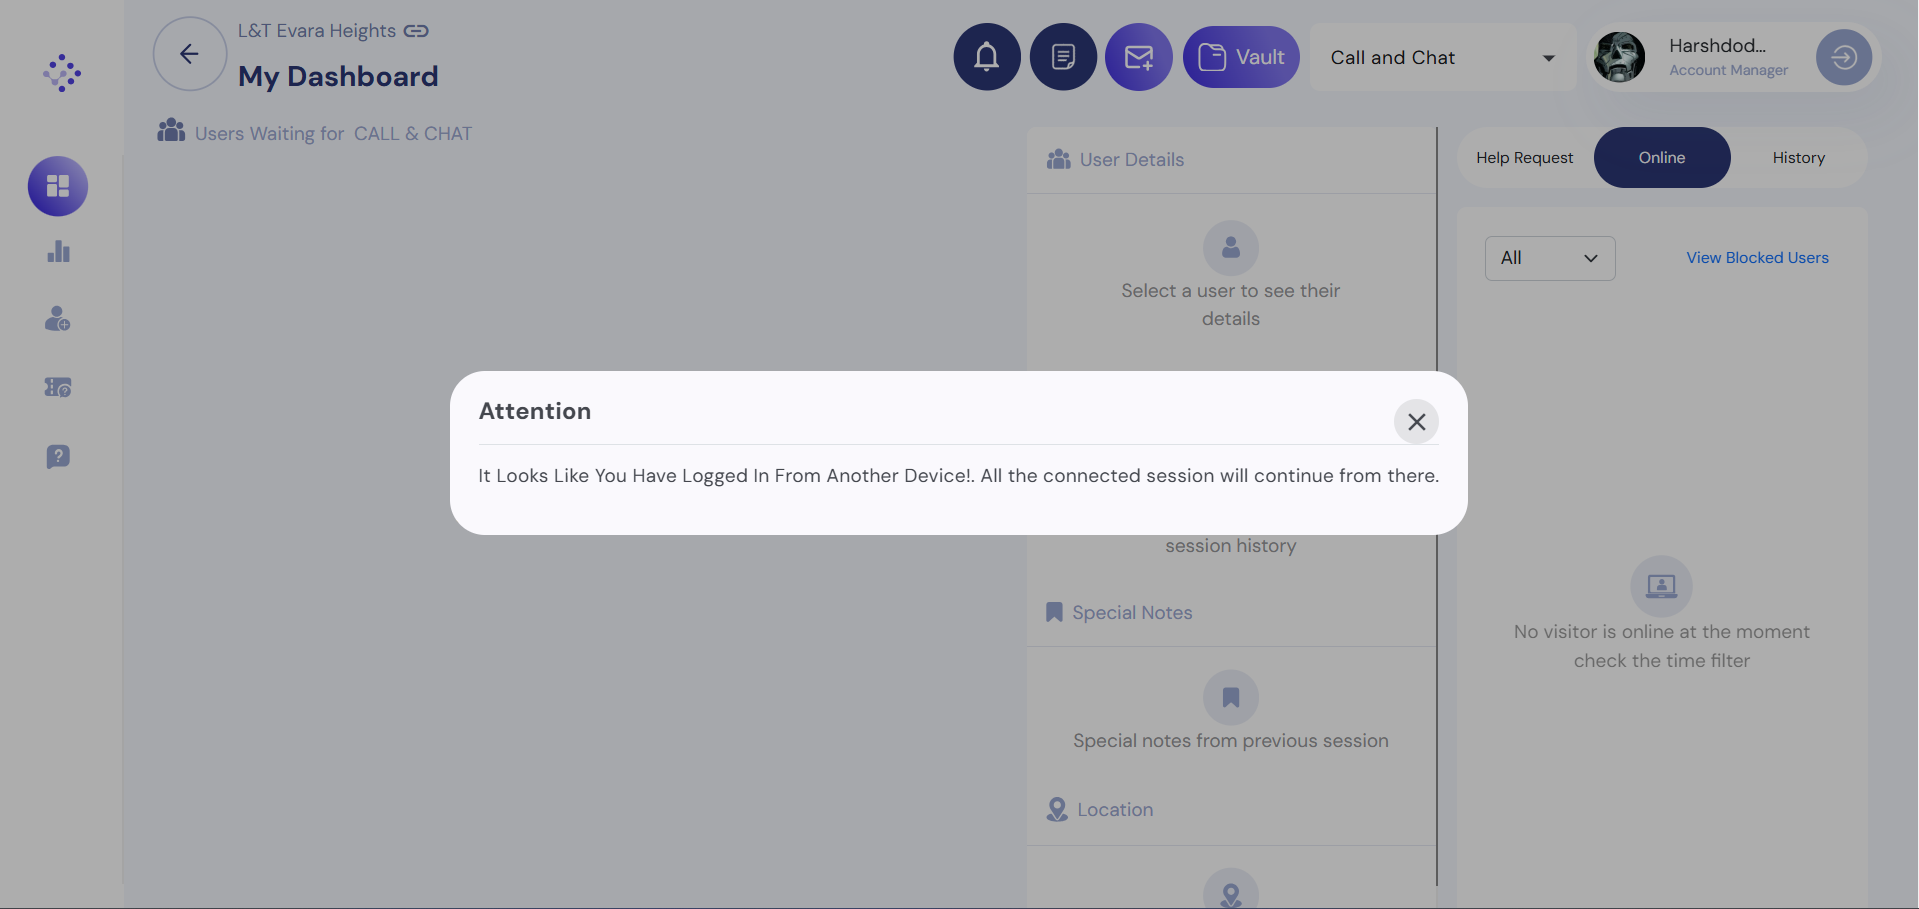 L&T Evara Heights
My Dashboard
Vault
Call and Chat
Harshdod...
Account Manager
Users Waiting for CALL & CHAT
User Details
Select a user to see their
details
Help Request
Online
History
All
View Blocked Users
Attention
It Looks Like You Have Logged In From Another Device!. All the connected session will continue from there.
session history
Special Notes
Special notes from previous session
Location
No visitor is online at the moment
check the time filter